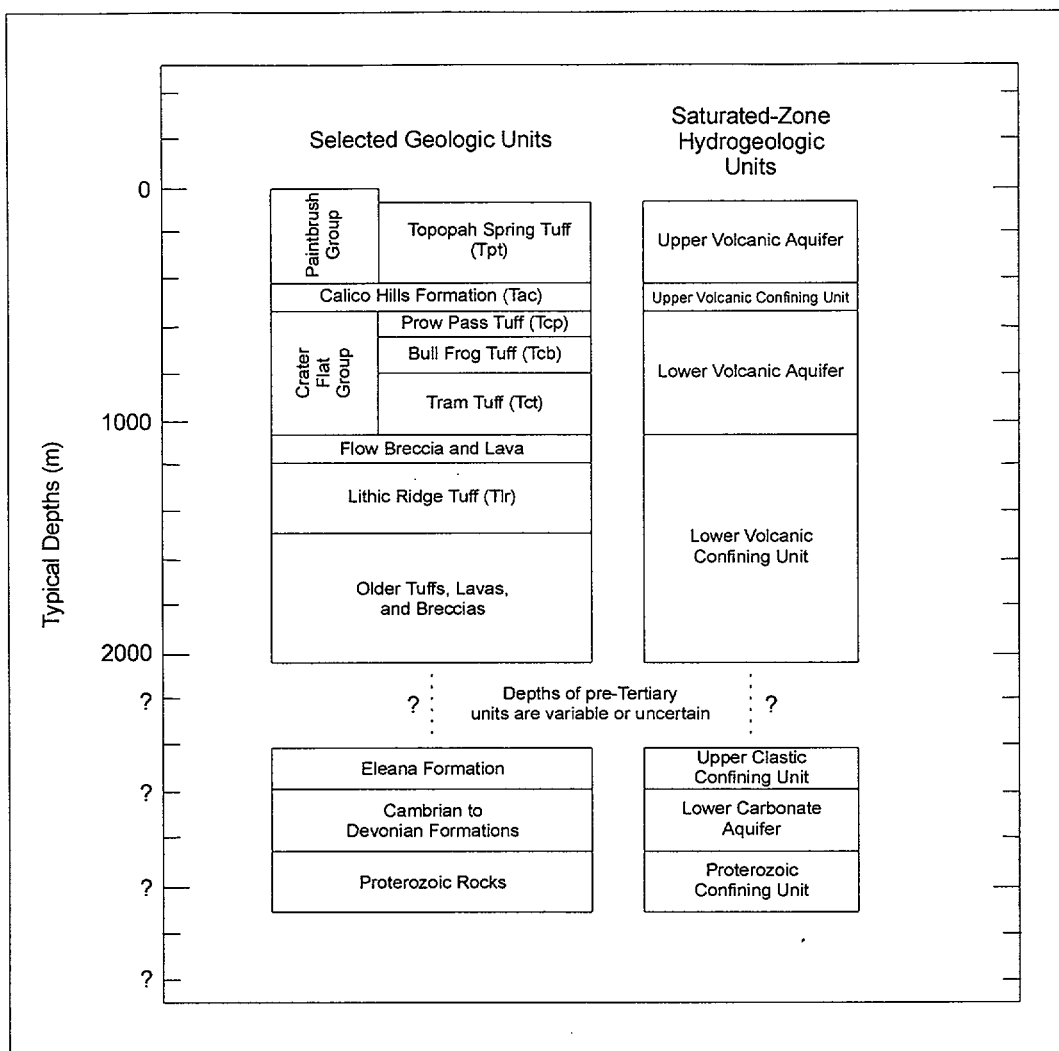 Selected Geologic Units
Saturated-Zone
Hydrogeologic
Units
Typical Depths (m)
0
1000
2000
?
?
?
?
Paintbrush
Group
Topopah Spring Tuff
(Tpt)
Calico Hills Formation (Tac)
Crater
Flat
Group
Prow Pass Tuff (Tcp)
Bull Frog Tuff (Tcb)
Tram Tuff (Tct)
Flow Breccia and Lava
Lithic Ridge Tuff (Tlr)
Older Tuffs, Lavas,
and Breccias
Upper Volcanic Aquifer
Upper Volcanic Confining Unit
Lower Volcanic Aquifer
Lower Volcanic
Confining Unit
?
Depths of pre-Tertiary
units are variable or uncertain
?
Eleana Formation
Cambrian to
Devonian Formations
Proterozoic Rocks
Upper Clastic
Confining Unit
Lower Carbonate
Aquifer
Proterozoic
Confining Unit